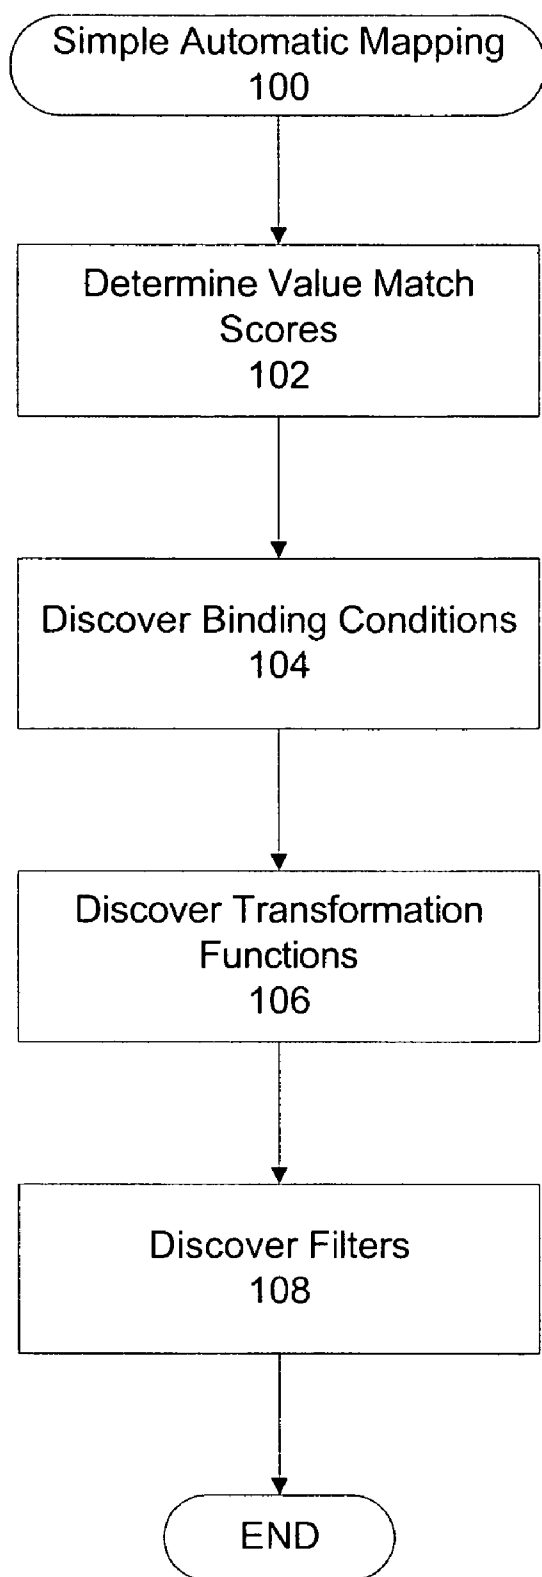 Simple Automatic Mapping
100
Determine Value Match
Scores
102
Discover Binding Conditions
104
Discover Transformation
Functions
106
Discover Filters
108
END